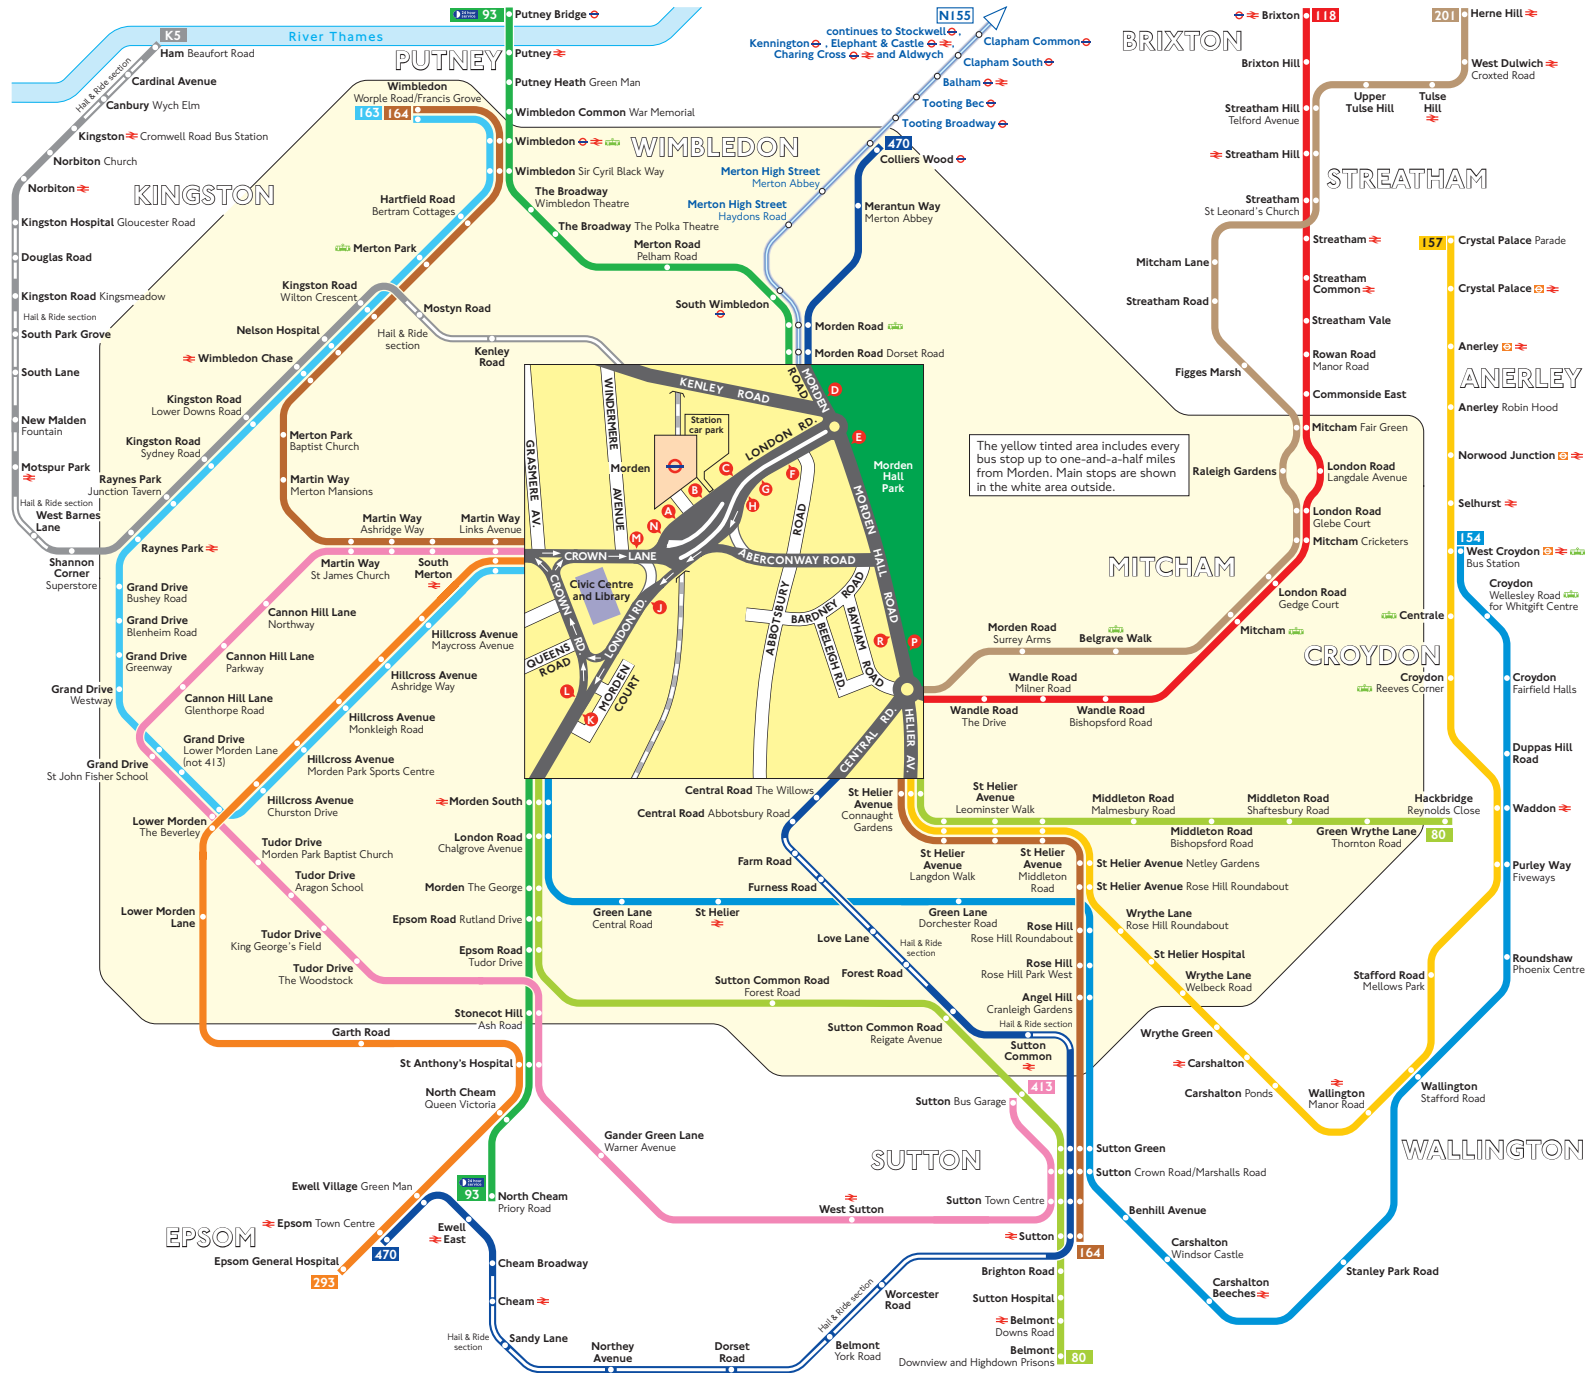 93
24 hour service
Putney Bridge
River Thames
PUTNEY
Putney
Putney Heath Green Man
Wimbledon Common War Memorial
Wimbledon
WIMBLEDON
Wimbledon Sir Cyril Black Way
The Broadway
Wimbledon Theatre
The Broadway The Polka Theatre
Merton Road
Pelham Road
South Wimbledon
K5
Ham Beaufort Road
Hail & Ride section
Cardinal Avenue
Canbury Wych Elm
Kingston Cromwell Road Bus Station
Norbiton Church
Norbiton
KINGSTON
Kingston Hospital Gloucester Road
Douglas Road
Kingston Road Kingsmeadow
Hail & Ride section
South Park Grove
South Lane
New Malden
Fountain
Motspur Park
Hail & Ride section
West Barnes
Lane
Shannon
Corner
Superstore
Wimbledon
Worple Road/Francis Grove
163
164
Hartfield Road
Bertram Cottages
Merton Park
Kingston Road
Wilton Crescent
Mostyn Road
Hail & Ride
section
Kenley
Road
Nelson Hospital
Wimbledon Chase
Kingston Road
Lower Downs Road
Kingston Road
Sydney Road
Raynes Park
Junction Tavern
Raynes Park
Merton Park
Baptist Church
Martin Way
Merton Mansions
Martin Way
Ashridge Way
Martin Way
Links Avenue
Martin Way
St James Church
South
Merton
Grand Drive
Bushey Road
Grand Drive
Blenheim Road
Grand Drive
Greenway
Grand Drive
Westway
Cannon Hill Lane
Northway
Cannon Hill Lane
Parkway
Cannon Hill Lane
Glenthorpe Road
Grand Drive
Lower Morden Lane
(not 413)
Grand Drive
St John Fisher School
Hillcross Avenue
Maycross Avenue
Hillcross Avenue
Ashridge Way
Hillcross Avenue
Monkleigh Road
Hillcross Avenue
Morden Park Sports Centre
Hillcross Avenue
Churston Drive
Lower Morden
The Beverley
Tudor Drive
Morden Park Baptist Church
Tudor Drive
Aragon School
Tudor Drive
King George's Field
Tudor Drive
The Woodstock
Lower Morden
Lane
Garth Road
N155
continues to Stockwell ,
Kennington , Elephant & Castle ,
Charing Cross and Aldwych
Clapham Common
Clapham South
Balham
Tooting Bec
Tooting Broadway
470
Colliers Wood
Merton High Street
Merton Abbey
Merton High Street
Haydons Road
Merantun Way
Merton Abbey
Morden Road
Morden Road Dorset Road
BRIXTON
Brixton
118
Brixton Hill
201
Herne Hill
West Dulwich
Croxted Road
Upper
Tulse Hill
Tulse
Hill
Streatham Hill
Telford Avenue
Streatham Hill
STREATHAM
Streatham
St Leonard's Church
Streatham
Mitcham Lane
Streatham
Common
Streatham Road
Streatham Vale
Rowan Road
Manor Road
Figges Marsh
Commonside East
Mitcham Fair Green
London Road
Langdale Avenue
Raleigh Gardens
London Road
Glebe Court
Mitcham Cricketers
MITCHAM
London Road
Gedge Court
Mitcham
Belgrave Walk
Morden Road
Surrey Arms
Wandle Road
Milner Road
Wandle Road
The Drive
Wandle Road
Bishopsford Road
The yellow tinted area includes every
bus stop up to one-and-a-half miles
from Morden. Main stops are shown
in the white area outside.
157
Crystal Palace Parade
Crystal Palace
Anerley
ANERLEY
Anerley Robin Hood
Norwood Junction
Selhurst
154
West Croydon
Bus Station
Croydon
Wellesley Road
for Whitgift Centre
Centrale
CROYDON
Croydon
Reeves Corner
Croydon
Fairfield Halls
Duppas Hill
Road
Waddon
Purley Way
Fiveways
Roundshaw
Phoenix Centre
Stafford Road
Mellows Park
Wallington
Stafford Road
Wallington
Manor Road
WALLINGTON
Stanley Park Road
KENLEY ROAD
MORDEN
ROAD
WINDERMERE
AVENUE
GRASMERE AV.
Station
car park
Morden
LONDON RD.
Morden
Hall
Park
MORDEN HALL ROAD
CROWN LANE
ABERCONWAY ROAD
Civic Centre
and Library
CROWN RD.
LONDON RD.
QUEENS
ROAD
MORDEN
COURT
ABBOTSBURY
ROAD
BARDNEY ROAD
BEELEIGH RD.
BAYHAM ROAD
CENTRAL RD.
HELIER AV.
A
B
C
D
E
F
G
H
J
K
L
M
N
P
R
Morden South
London Road
Chalgrove Avenue
Morden The George
Epsom Road Rutland Drive
Epsom Road
Tudor Drive
Stonecot Hill
Ash Road
St Anthony's Hospital
North Cheam
Queen Victoria
24 hour service
93
North Cheam
Priory Road
Ewell Village Green Man
Epsom Town Centre
EPSOM
Epsom General Hospital
293
470
Ewell
East
Cheam Broadway
Cheam
Hail & Ride
section
Sandy Lane
Northey
Avenue
Dorset
Road
Belmont
York Road
Hail & Ride section
Worcester
Road
Central Road The Willows
Central Road Abbotsbury Road
Farm Road
Furness Road
Green Lane
Central Road
St Helier
Love Lane
Hail & Ride
section
Forest Road
Green Lane
Dorchester Road
Sutton Common Road
Forest Road
Sutton Common Road
Reigate Avenue
Hail & Ride section
Sutton
Common
St Helier
Avenue
Connaught
Gardens
St Helier
Avenue
Leominster Walk
St Helier
Avenue
Langdon Walk
St Helier
Avenue
Middleton
Road
Middleton Road
Malmesbury Road
Middleton Road
Bishopsford Road
Middleton Road
Shaftesbury Road
Green Wrythe Lane
Thornton Road
Hackbridge
Reynolds Close
80
St Helier Avenue Netley Gardens
St Helier Avenue Rose Hill Roundabout
Rose Hill
Rose Hill Roundabout
Rose Hill
Rose Hill Park West
Angel Hill
Cranleigh Gardens
Wrythe Lane
Rose Hill Roundabout
St Helier Hospital
Wrythe Lane
Welbeck Road
Wrythe Green
Carshalton
Carshalton Ponds
413
Sutton Bus Garage
SUTTON
Sutton Green
Sutton Crown Road/Marshalls Road
Sutton Town Centre
Gander Green Lane
Warner Avenue
West Sutton
Sutton
164
Benhill Avenue
Carshalton
Windsor Castle
Carshalton
Beeches
Brighton Road
Sutton Hospital
Belmont
Downs Road
Belmont
Downview and Highdown Prisons
80